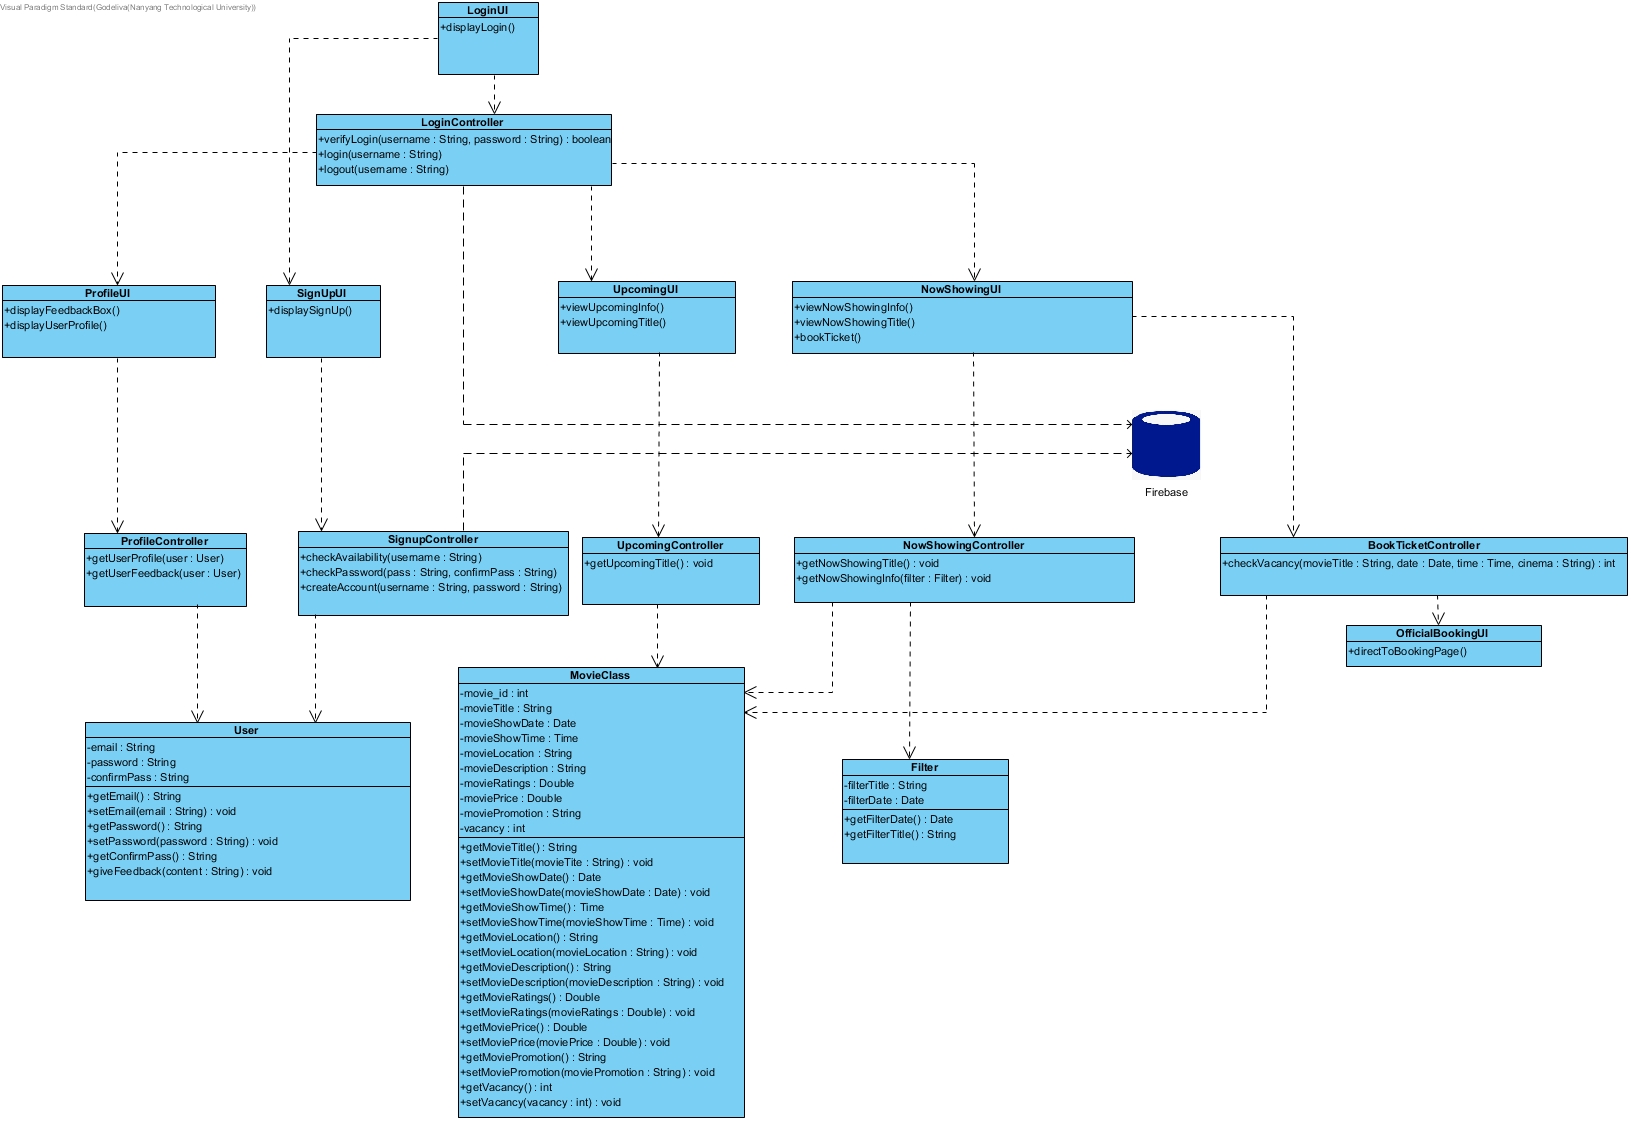 Visual Paradigm Standard(Godeliva(Nanyang Technological University))
LoginUI
+displayLogin()
LoginController
+verifyLogin(username : String, password : String) : boolean
+login(username : String)
+logout(username : String)
ProfileUI
+displayFeedbackBox()
+displayUserProfile()
SignUpUI
+displaySignUp()
UpcomingUI
+viewUpcomingInfo()
+viewUpcomingTitle()
NowShowingUI
+viewNowShowingInfo()
+viewNowShowingTitle()
+bookTicket()
Firebase
ProfileController
+getUserProfile(user : User)
+getUserFeedback(user : User)
SignupController
+checkAvailability(username : String)
+checkPassword(pass : String, confirmPass : String)
+createAccount(username : String, password : String)
UpcomingController
+getUpcomingTitle() : void
NowShowingController
+getNowShowingTitle() : void
+getNowShowingInfo(filter : Filter) : void
BookTicketController
+checkVacancy(movieTitle : String, date : Date, time : Time, cinema : String) : int
OfficialBookingUI
+directToBookingPage()
User
-email : String
-password : String
-confirmPass : String
+getEmail() : String
+setEmail(email : String) : void
+getPassword() : String
+setPassword(password : String) : void
+getConfirmPass() : String
+giveFeedback(content : String) : void
MovieClass
-movie_id : int
-movieTitle : String
-movieShowDate : Date
-movieShowTime : Time
-movieLocation : String
-movieDescription : String
-movieRatings : Double
-moviePrice : Double
-moviePromotion : String
-vacancy : int
+getMovieTitle() : String
+setMovieTitle(movieTite : String) : void
+getMovieShowDate() : Date
+setMovieShowDate(movieShowDate : Date) : void
+getMovieShowTime() : Time
+setMovieShowTime(movieShowTime : Time) : void
+getMovieLocation() : String
+setMovieLocation(movieLocation : String) : void
+getMovieDescription() : String
+setMovieDescription(movieDescription : String) : void
+getMovieRatings() : Double
+setMovieRatings(movieRatings : Double) : void
+getMoviePrice() : Double
+setMoviePrice(moviePrice : Double) : void
+getMoviePromotion() : String
+setMoviePromotion(moviePromotion : String) : void
+getVacancy() : int
+setVacancy(vacancy : int) : void
Filter
-filterTitle : String
-filterDate : Date
+getFilterDate() : Date
+getFilterTitle() : String